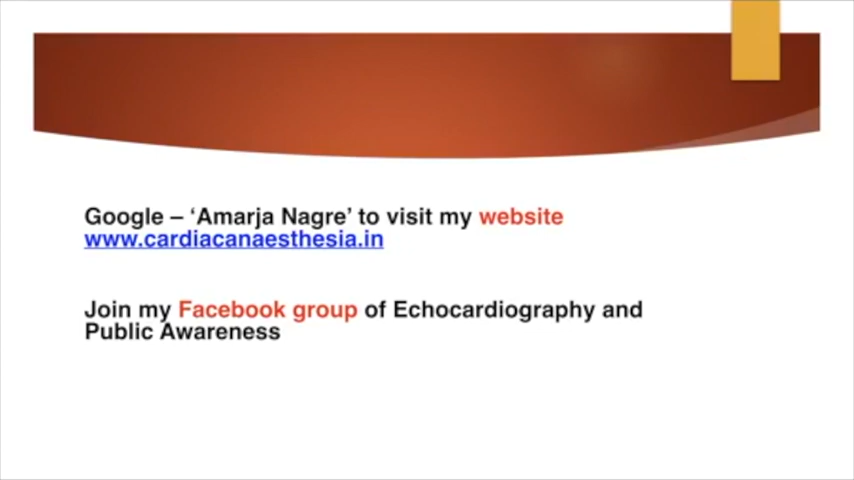 Google – ‘Amarja Nagre’ to visit my website
www.cardiacanaesthesia.in
Join my Facebook group of Echocardiography and
Public Awareness